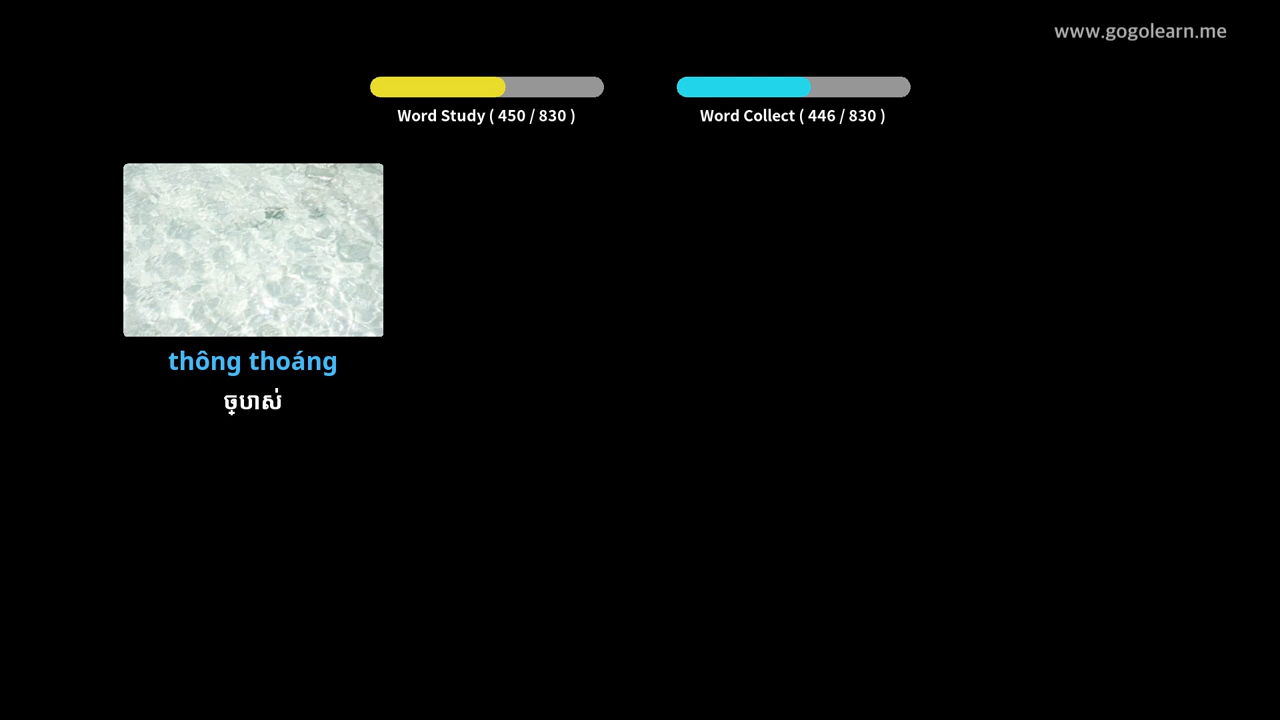 www.gogolearn.me
Word Study ( 450 / 830 )
Word Collect ( 446 / 830 )
thông thoáng
ច្បាស់